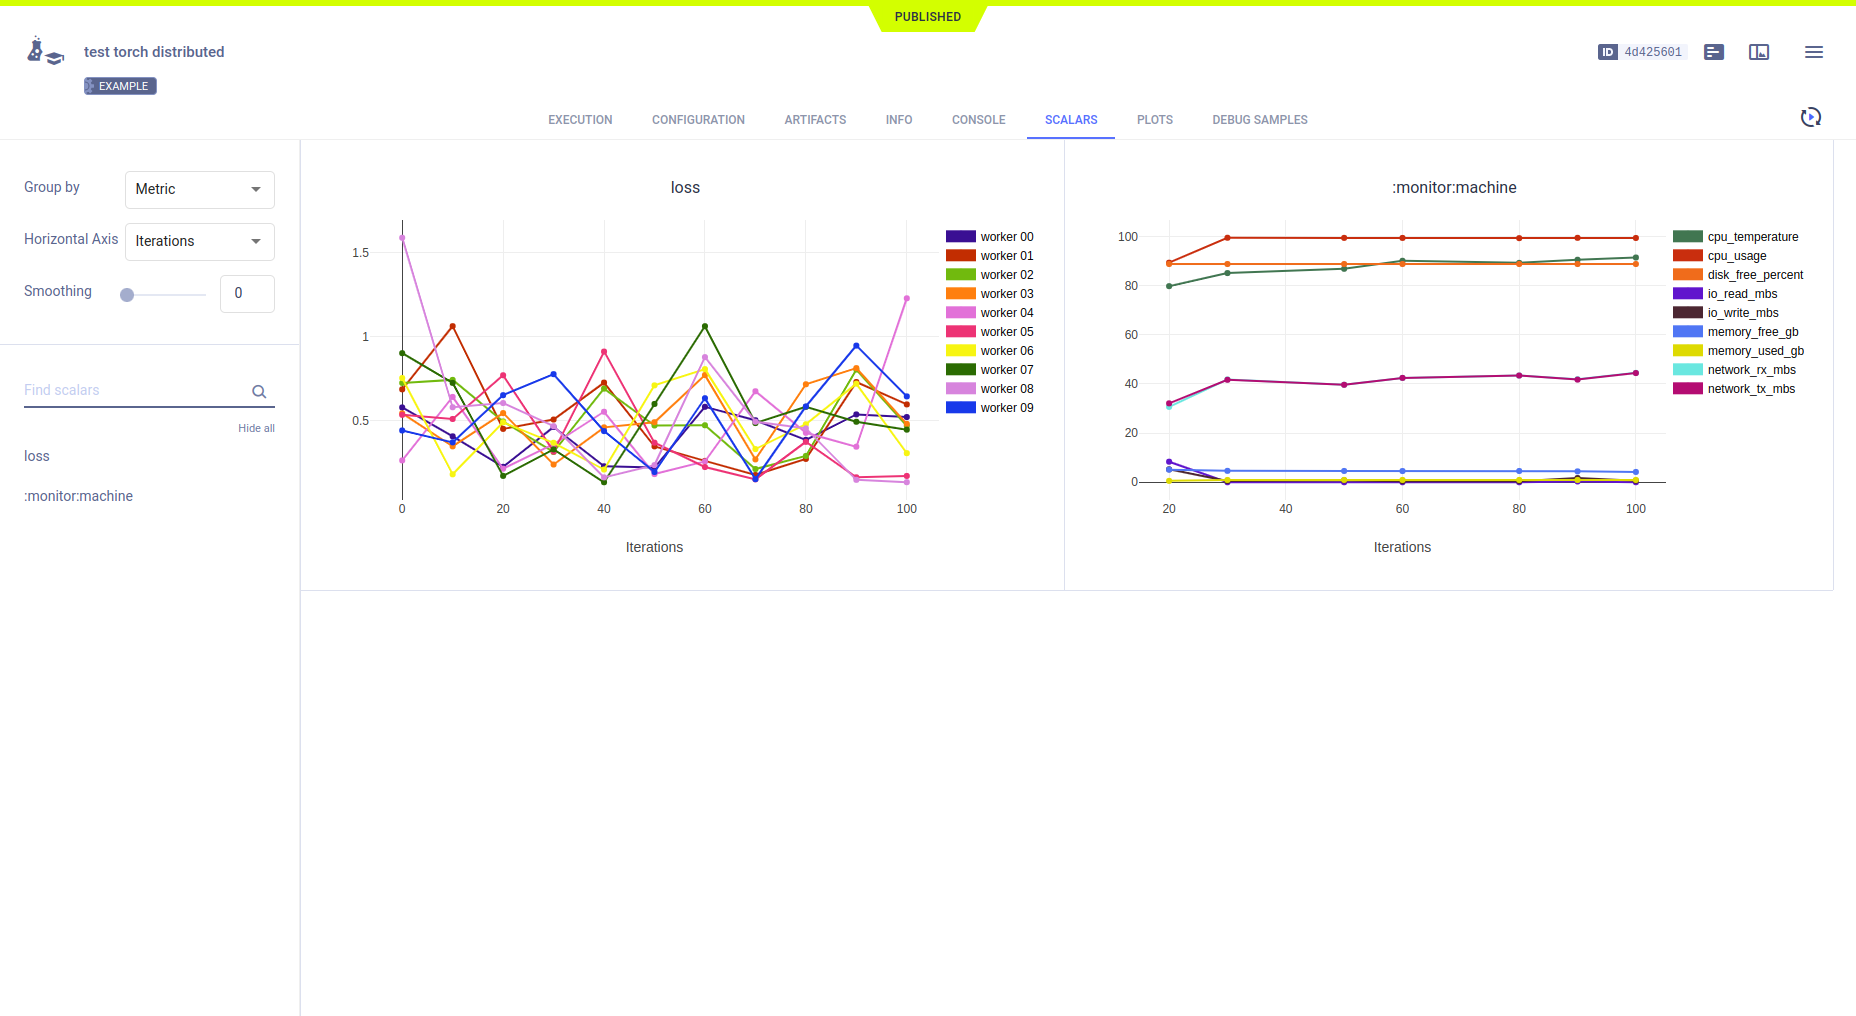 PUBLISHED
test torch distributed
ID 4d425601
EXAMPLE
EXECUTION CONFIGURATION ARTIFACTS INFO CONSOLE SCALARS PLOTS DEBUG SAMPLES
Group by Metric
Horizontal Axis Iterations
Smoothing 0
Find scalars
Hide all
loss
:monitor:machine
loss
1.5
1
0.5
0 20 40 60 80 100
Iterations
worker 00
worker 01
worker 02
worker 03
worker 04
worker 05
worker 06
worker 07
worker 08
worker 09
:monitor:machine
100
80
60
40
20
0
20 40 60 80 100
Iterations
cpu_temperature
cpu_usage
disk_free_percent
io_read_mbs
io_write_mbs
memory_free_gb
memory_used_gb
network_rx_mbs
network_tx_mbs